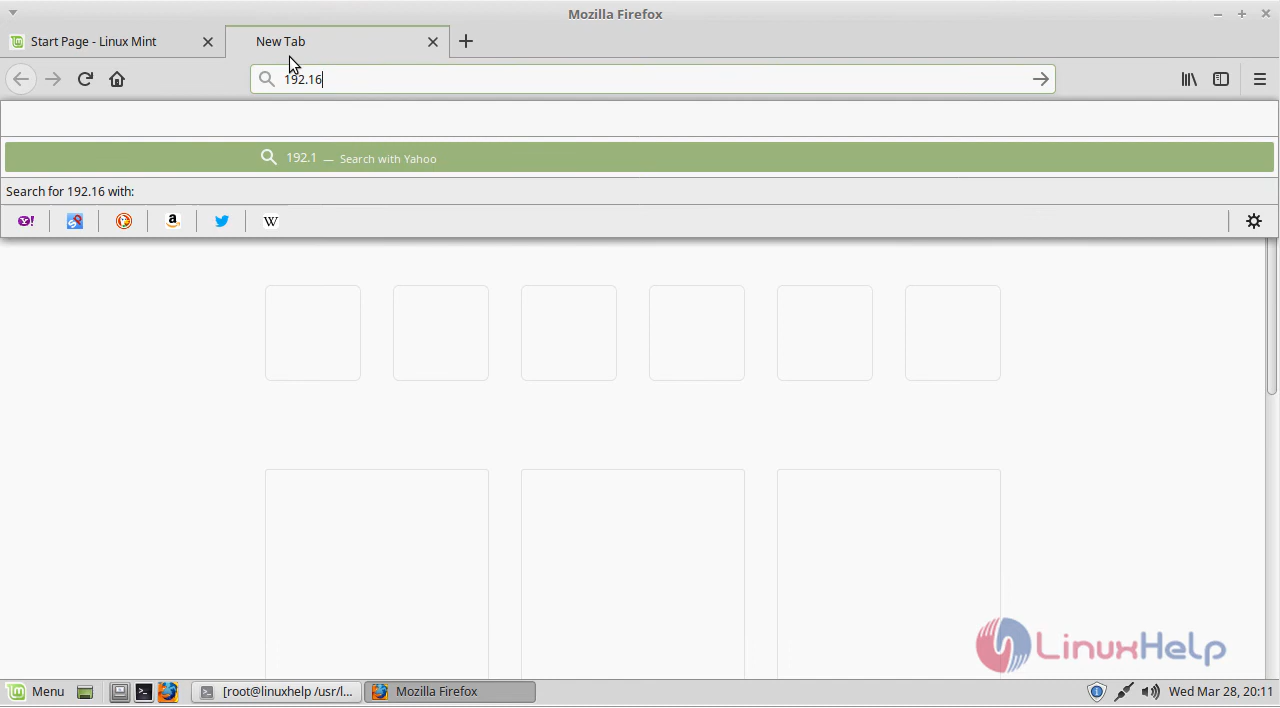 Mozilla Firefox
Start Page - Linux Mint
New Tab
192.16
192.1 — Search with Yahoo
Search for 192.16 with:
Y!
a
W
LinuxHelp
Menu
[root@linuxhelp /usr/l...
Mozilla Firefox
Wed Mar 28, 20:11